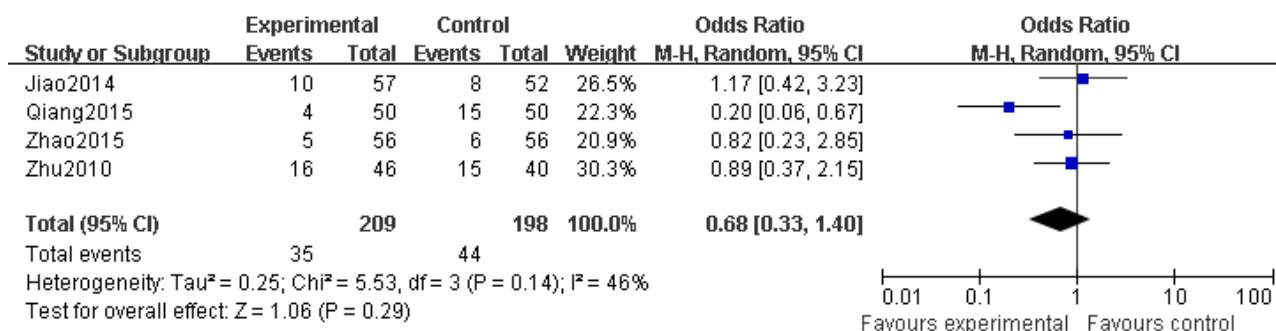 Experimental Control Odds Ratio Odds Ratio
Study or Subgroup Events Total Events Total Weight M-H, Random, 95% CI M-H, Random, 95% CI
Jiao2014 10 57 8 52 26.5% 1.17 [0.42, 3.23]
Qiang2015 4 50 15 50 22.3% 0.20 [0.06, 0.67]
Zhao2015 5 56 6 56 20.9% 0.82 [0.23, 2.85]
Zhu2010 16 46 15 40 30.3% 0.89 [0.37, 2.15]
Total (95% CI) 209 198 100.0% 0.68 [0.33, 1.40]
Total events 35 44
Heterogeneity: Tau² = 0.25; Chi² = 5.53, df = 3 (P = 0.14); I² = 46%
Test for overall effect: Z = 1.06 (P = 0.29)
0.01 0.1 1 10 100
Favours experimental Favours control